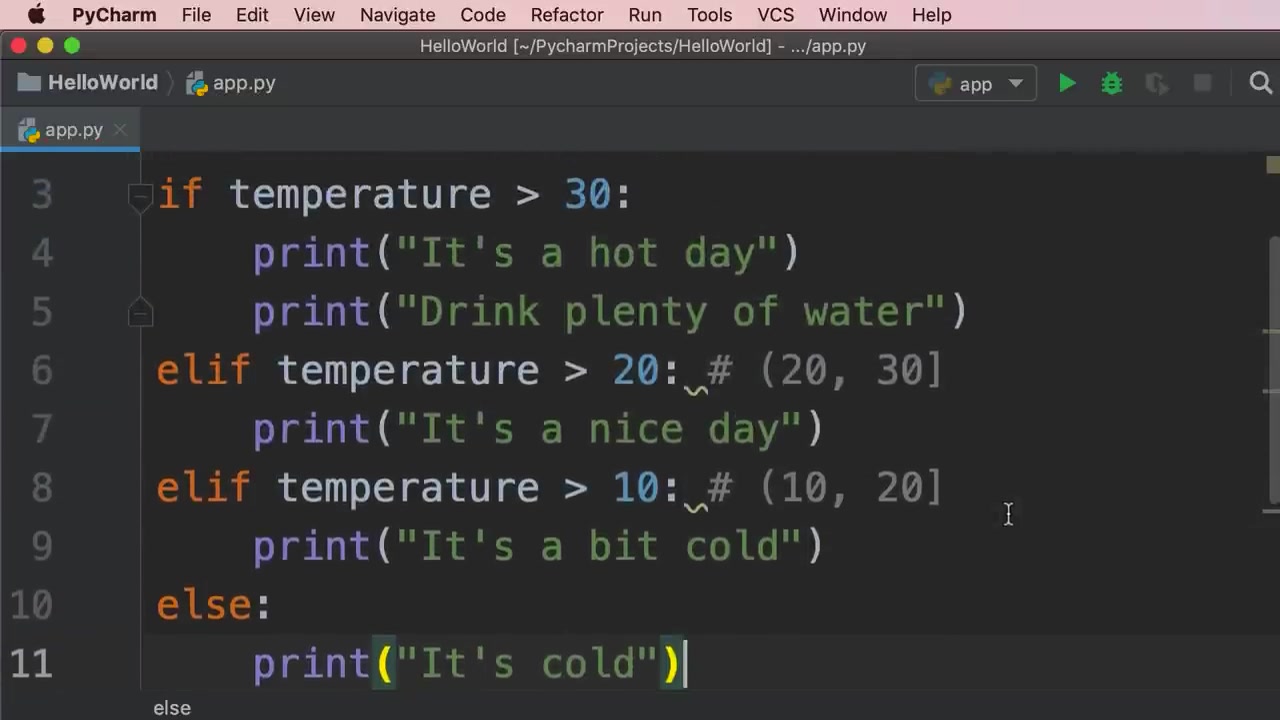 PyCharm File Edit View Navigate Code Refactor Run Tools VCS Window Help
HelloWorld [~/PycharmProjects/HelloWorld] - .../app.py
HelloWorld app.py app
app.py
3 if temperature > 30:
4     print("It's a hot day")
5     print("Drink plenty of water")
6 elif temperature > 20: # (20, 30]
7     print("It's a nice day")
8 elif temperature > 10: # (10, 20]
9     print("It's a bit cold")
10 else:
11     print("It's cold")
else